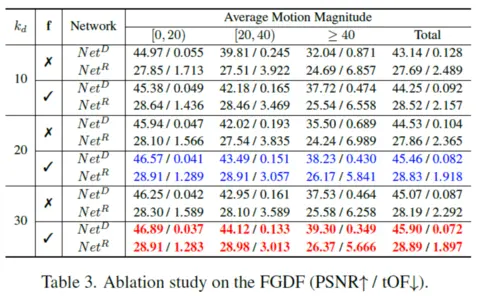 k_d f Network Average Motion Magnitude
[0, 20) [20, 40) ≥ 40 Total
10 ✗ Net^D 44.97 / 0.055 39.81 / 0.245 32.04 / 0.871 43.14 / 0.128
Net^R 27.85 / 1.713 27.51 / 3.922 24.69 / 6.857 27.69 / 2.489
✓ Net^D 45.38 / 0.049 42.18 / 0.165 37.72 / 0.474 44.25 / 0.092
Net^R 28.64 / 1.436 28.46 / 3.469 25.54 / 6.558 28.52 / 2.157
20 ✗ Net^D 45.94 / 0.047 42.02 / 0.193 35.50 / 0.689 44.53 / 0.104
Net^R 28.10 / 1.566 27.54 / 3.835 24.24 / 6.989 27.86 / 2.365
✓ Net^D 46.57 / 0.041 43.49 / 0.151 38.23 / 0.430 45.46 / 0.082
Net^R 28.91 / 1.289 28.91 / 3.057 26.17 / 5.841 28.83 / 1.918
30 ✗ Net^D 46.25 / 0.042 42.95 / 0.161 37.53 / 0.464 45.07 / 0.087
Net^R 28.30 / 1.589 28.10 / 3.589 25.58 / 6.258 28.19 / 2.292
✓ Net^D 46.89 / 0.037 44.12 / 0.133 39.30 / 0.349 45.90 / 0.072
Net^R 28.91 / 1.283 28.98 / 3.013 26.37 / 5.666 28.89 / 1.897
Table 3. Ablation study on the FGDF (PSNR↑ / tOF↓).